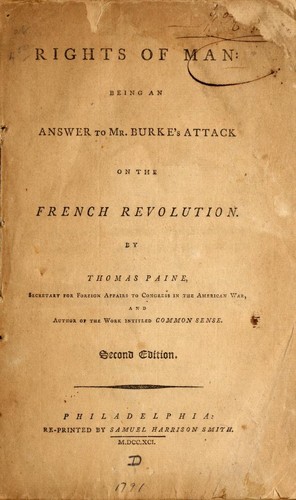 RIGHTS OF MAN:
BEING AN
ANSWER TO MR. BURKE'S ATTACK
ON THE
FRENCH REVOLUTION.
BY
THOMAS PAINE,
SECRETARY FOR FOREIGN AFFAIRS TO CONGRESS IN THE AMERICAN WAR,
AND
AUTHOR OF THE WORK INTITLED COMMON SENSE.
Second Edition.
PHILADELPHIA:
RE-PRINTED BY SAMUEL HARRISON SMITH.
M.DCC.XCI.
D
1791